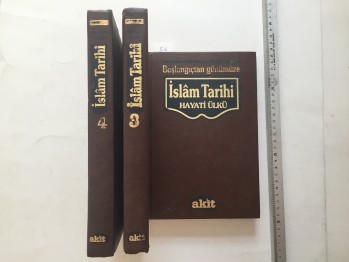 İslâm Tarihi
4
akit
İslâm Tarihi
3
akit
Başlangıçtan günümüze
İslâm Tarihi
HAYATİ ÜLKÜ
akit